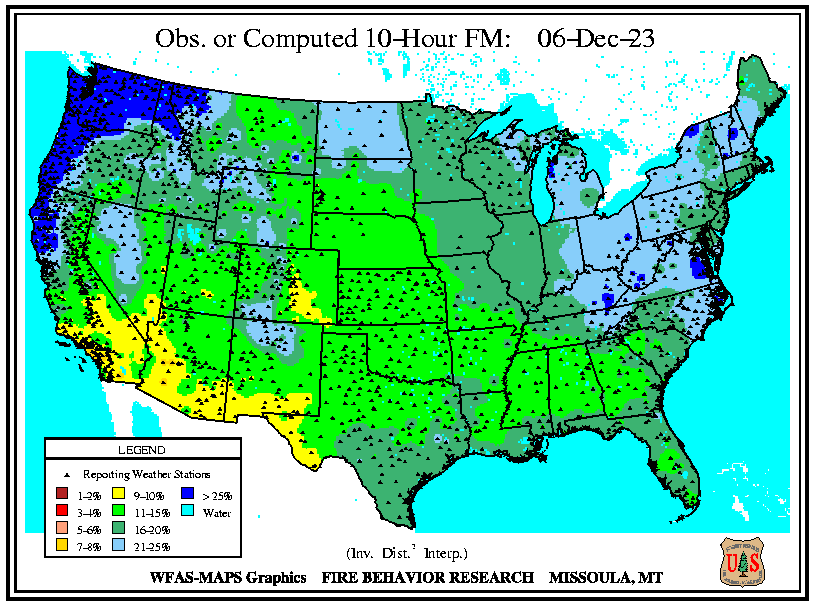 Obs. or Computed 10-Hour FM: 06-Dec-23
LEGEND
Reporting Weather Stations
1-2% 9-10% > 25%
3-4% 11-15% Water
5-6% 16-20%
7-8% 21-25%
(Inv. Dist.² Interp.)
WFAS-MAPS Graphics FIRE BEHAVIOR RESEARCH MISSOULA, MT
U S